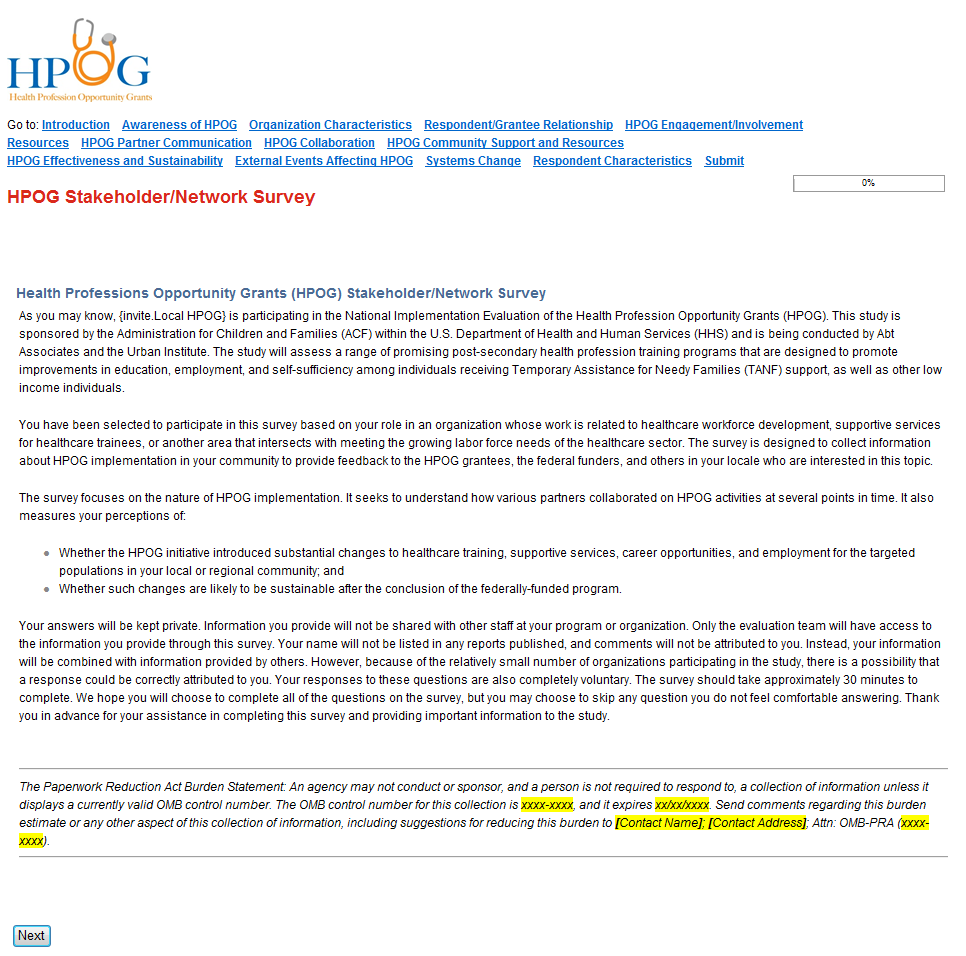 HPOG
Health Profession Opportunity Grants
Go to: Introduction Awareness of HPOG Organization Characteristics Respondent/Grantee Relationship HPOG Engagement/Involvement
Resources HPOG Partner Communication HPOG Collaboration HPOG Community Support and Resources
HPOG Effectiveness and Sustainability External Events Affecting HPOG Systems Change Respondent Characteristics Submit
0%
HPOG Stakeholder/Network Survey
Health Professions Opportunity Grants (HPOG) Stakeholder/Network Survey
As you may know, {invite.Local HPOG} is participating in the National Implementation Evaluation of the Health Profession Opportunity Grants (HPOG). This study is
sponsored by the Administration for Children and Families (ACF) within the U.S. Department of Health and Human Services (HHS) and is being conducted by Abt
Associates and the Urban Institute. The study will assess a range of promising post-secondary health profession training programs that are designed to promote
improvements in education, employment, and self-sufficiency among individuals receiving Temporary Assistance for Needy Families (TANF) support, as well as other low
income individuals.
You have been selected to participate in this survey based on your role in an organization whose work is related to healthcare workforce development, supportive services
for healthcare trainees, or another area that intersects with meeting the growing labor force needs of the healthcare sector. The survey is designed to collect information
about HPOG implementation in your community to provide feedback to the HPOG grantees, the federal funders, and others in your locale who are interested in this topic.
The survey focuses on the nature of HPOG implementation. It seeks to understand how various partners collaborated on HPOG activities at several points in time. It also
measures your perceptions of:
● Whether the HPOG initiative introduced substantial changes to healthcare training, supportive services, career opportunities, and employment for the targeted
populations in your local or regional community; and
● Whether such changes are likely to be sustainable after the conclusion of the federally-funded program.
Your answers will be kept private. Information you provide will not be shared with other staff at your program or organization. Only the evaluation team will have access to
the information you provide through this survey. Your name will not be listed in any reports published, and comments will not be attributed to you. Instead, your information
will be combined with information provided by others. However, because of the relatively small number of organizations participating in the study, there is a possibility that
a response could be correctly attributed to you. Your responses to these questions are also completely voluntary. The survey should take approximately 30 minutes to
complete. We hope you will choose to complete all of the questions on the survey, but you may choose to skip any question you do not feel comfortable answering. Thank
you in advance for your assistance in completing this survey and providing important information to the study.
The Paperwork Reduction Act Burden Statement: An agency may not conduct or sponsor, and a person is not required to respond to, a collection of information unless it
displays a currently valid OMB control number. The OMB control number for this collection is xxxx-xxxx, and it expires xx/xx/xxxx. Send comments regarding this burden
estimate or any other aspect of this collection of information, including suggestions for reducing this burden to [Contact Name]; [Contact Address]; Attn: OMB-PRA (xxxx-
xxxx).
Next